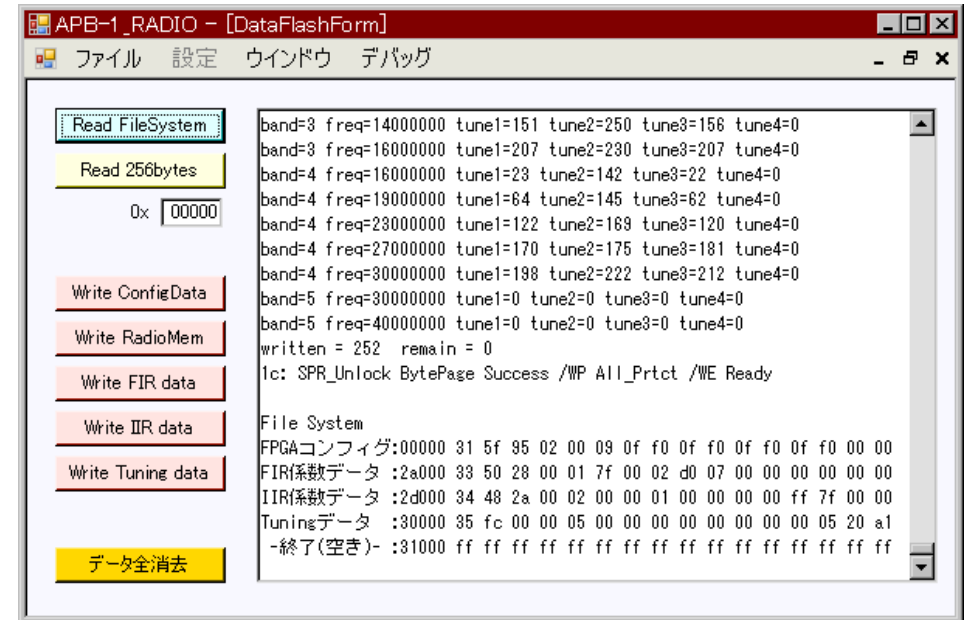 APB-1_RADIO - [DataFlashForm]
ファイル 設定 ウインドウ デバッグ
Read FileSystem
Read 256bytes
0x 00000
Write ConfigData
Write RadioMem
Write FIR data
Write IIR data
Write Tuning data
データ全消去
band=3 freq=14000000 tune1=151 tune2=250 tune3=156 tune4=0
band=3 freq=16000000 tune1=207 tune2=230 tune3=207 tune4=0
band=4 freq=16000000 tune1=23 tune2=142 tune3=22 tune4=0
band=4 freq=19000000 tune1=64 tune2=145 tune3=62 tune4=0
band=4 freq=23000000 tune1=122 tune2=169 tune3=120 tune4=0
band=4 freq=27000000 tune1=170 tune2=175 tune3=181 tune4=0
band=4 freq=30000000 tune1=198 tune2=222 tune3=212 tune4=0
band=5 freq=30000000 tune1=0 tune2=0 tune3=0 tune4=0
band=5 freq=40000000 tune1=0 tune2=0 tune3=0 tune4=0
written = 252 remain = 0
1c: SPR_Unlock BytePage Success /WP All_Prtct /WE Ready
File System
FPGAコンフィグ:00000 31 5f 95 02 00 09 0f f0 0f f0 0f f0 0f f0 00 00
FIR係数データ :2a000 33 50 28 00 01 7f 00 02 d0 07 00 00 00 00 00 00
IIR係数データ :2d000 34 48 2a 00 02 00 00 01 00 00 00 00 ff 7f 00 00
Tuningデータ :30000 35 fc 00 00 05 00 00 00 00 00 00 00 00 05 20 a1
-終了(空き)- :31000 ff ff ff ff ff ff ff ff ff ff ff ff ff ff ff ff